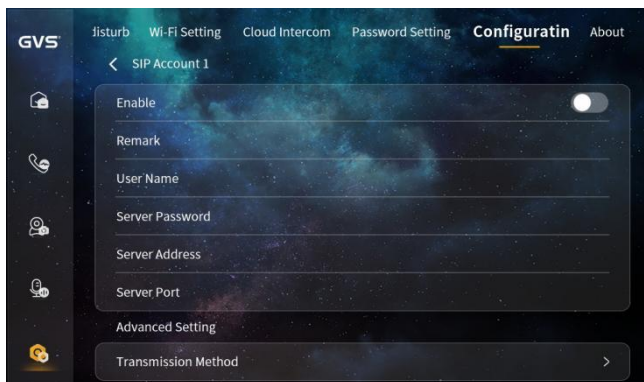 GVS
disturb Wi-Fi Setting Cloud Intercom Password Setting Configuratin About
SIP Account 1
Enable
Remark
User Name
Server Password
Server Address
Server Port
Advanced Setting
Transmission Method